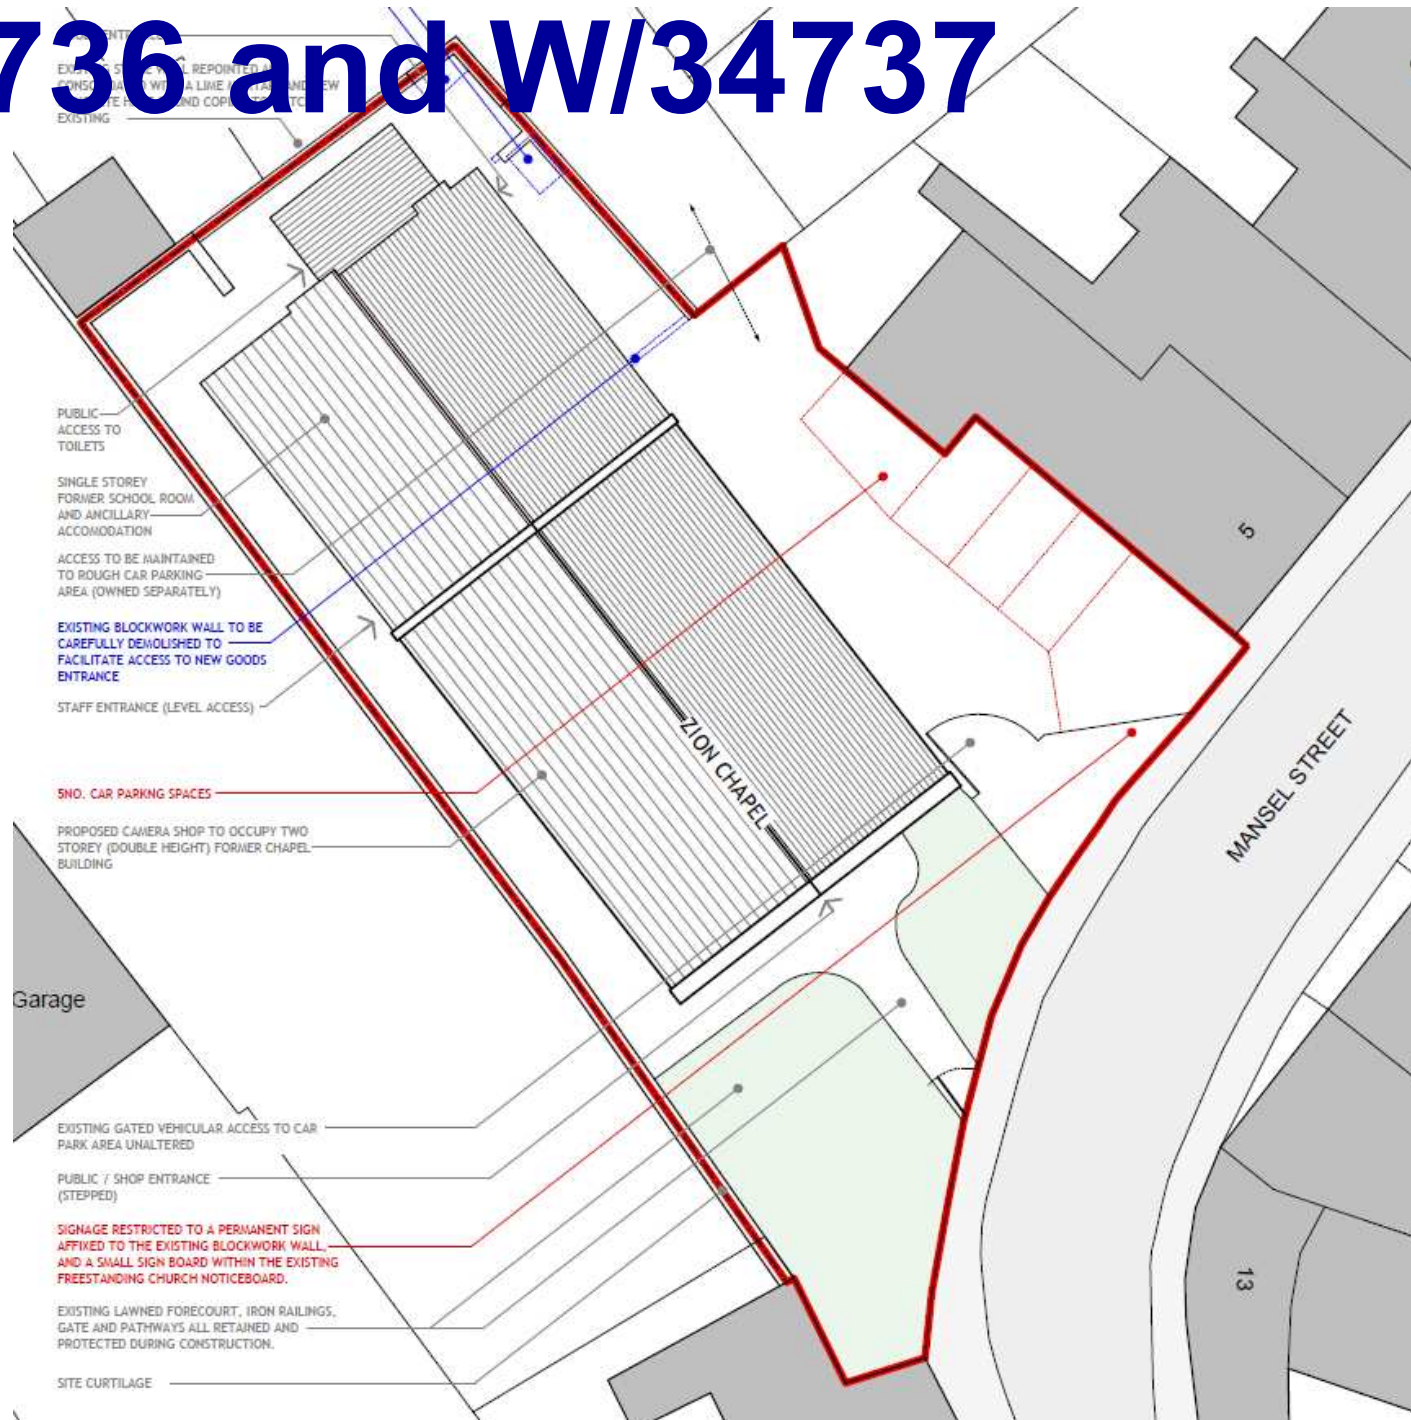 736 and W/34737
EXISTING
REPOINTED
EXISTING
PUBLIC
ACCESS TO
TOILETS
SINGLE STOREY
FORMER SCHOOL ROOM
AND ANCILLARY
ACCOMODATION
ACCESS TO BE MAINTAINED
TO ROUGH CAR PARKING
AREA (OWNED SEPARATELY)
EXISTING BLOCKWORK WALL TO BE
CAREFULLY DEMOLISHED TO
FACILITATE ACCESS TO NEW GOODS
ENTRANCE
STAFF ENTRANCE (LEVEL ACCESS)
5NO. CAR PARKNG SPACES
PROPOSED CAMERA SHOP TO OCCUPY TWO
STOREY (DOUBLE HEIGHT) FORMER CHAPEL
BUILDING
ZION CHAPEL
5
MANSEL STREET
Garage
EXISTING GATED VEHICULAR ACCESS TO CAR
PARK AREA UNALTERED
PUBLIC / SHOP ENTRANCE
(STEPPED)
SIGNAGE RESTRICTED TO A PERMANENT SIGN
AFFIXED TO THE EXISTING BLOCKWORK WALL,
AND A SMALL SIGN BOARD WITHIN THE EXISTING
FREESTANDING CHURCH NOTICEBOARD.
13
EXISTING LAWNED FORECOURT, IRON RAILINGS,
GATE AND PATHWAYS ALL RETAINED AND
PROTECTED DURING CONSTRUCTION.
SITE CURTILAGE